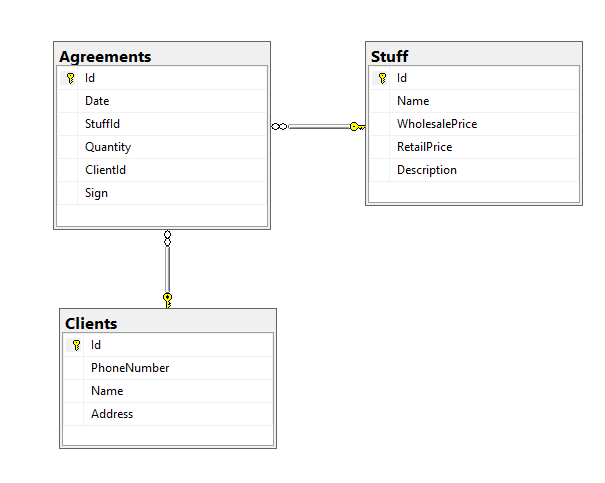 Agreements
Id
Date
StuffId
Quantity
ClientId
Sign
Stuff
Id
Name
WholesalePrice
RetailPrice
Description
Clients
Id
PhoneNumber
Name
Address